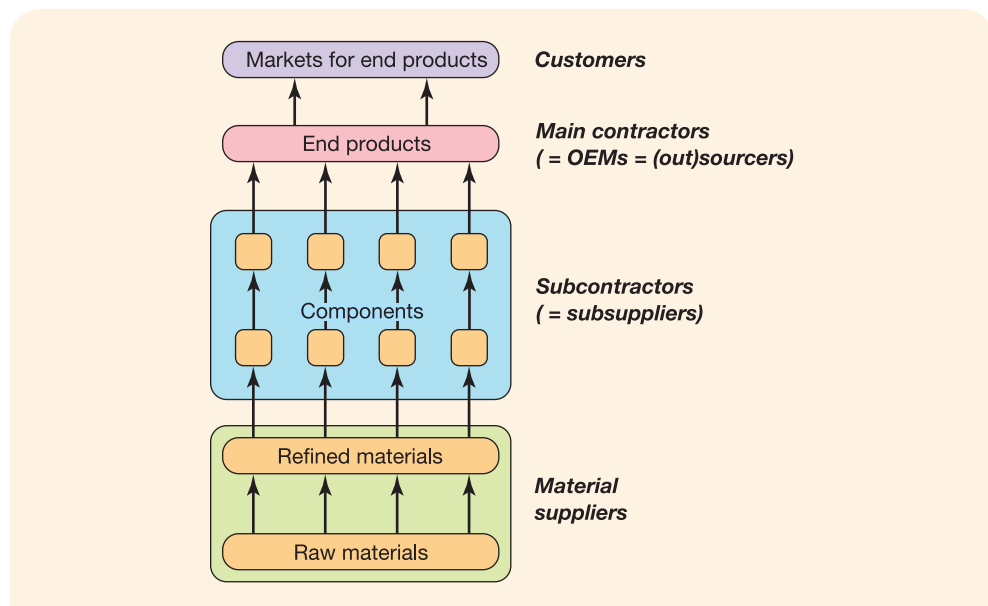 Markets for end products
Customers
End products
Main contractors
( = OEMs = (out)sourcers)
Components
Subcontractors
( = subsuppliers)
Refined materials
Material
suppliers
Raw materials